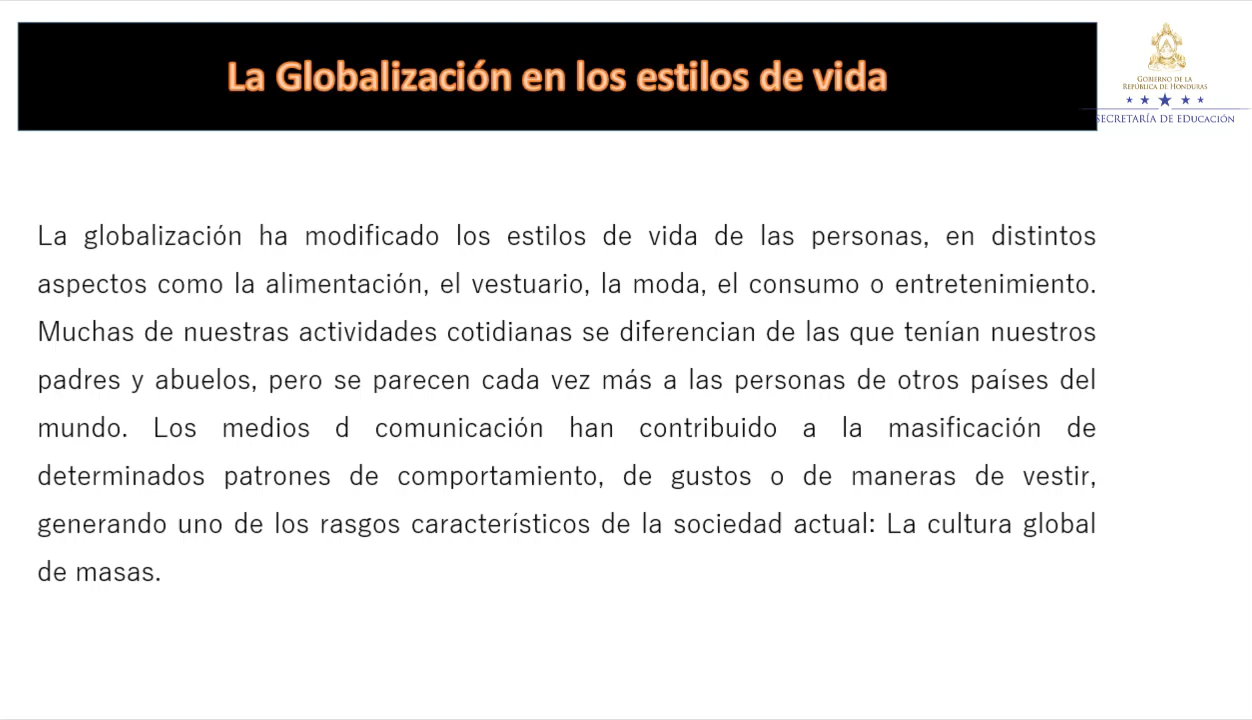 La Globalización en los estilos de vida
GOBIERNO DE LA
REPÚBLICA DE HONDURAS
SECRETARÍA DE EDUCACIÓN
La globalización ha modificado los estilos de vida de las personas, en distintos
aspectos como la alimentación, el vestuario, la moda, el consumo o entretenimiento.
Muchas de nuestras actividades cotidianas se diferencian de las que tenían nuestros
padres y abuelos, pero se parecen cada vez más a las personas de otros países del
mundo. Los medios d comunicación han contribuido a la masificación de
determinados patrones de comportamiento, de gustos o de maneras de vestir,
generando uno de los rasgos característicos de la sociedad actual: La cultura global
de masas.